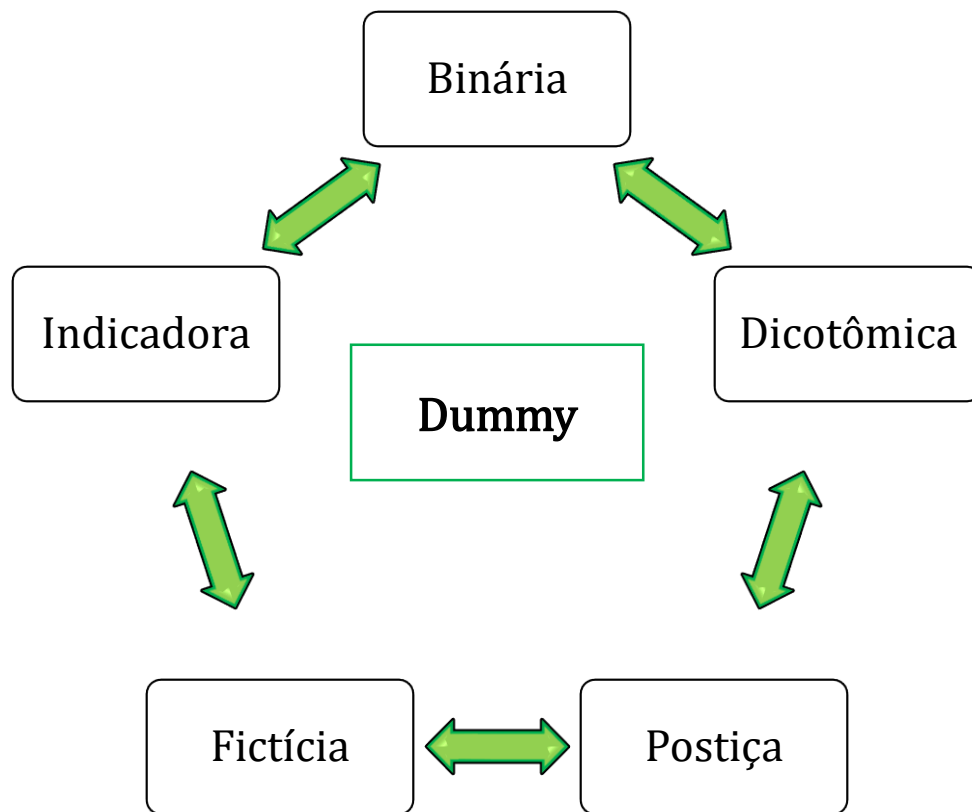 Binária
Indicadora
Dicotômica
Dummy
Fictícia
Postiça